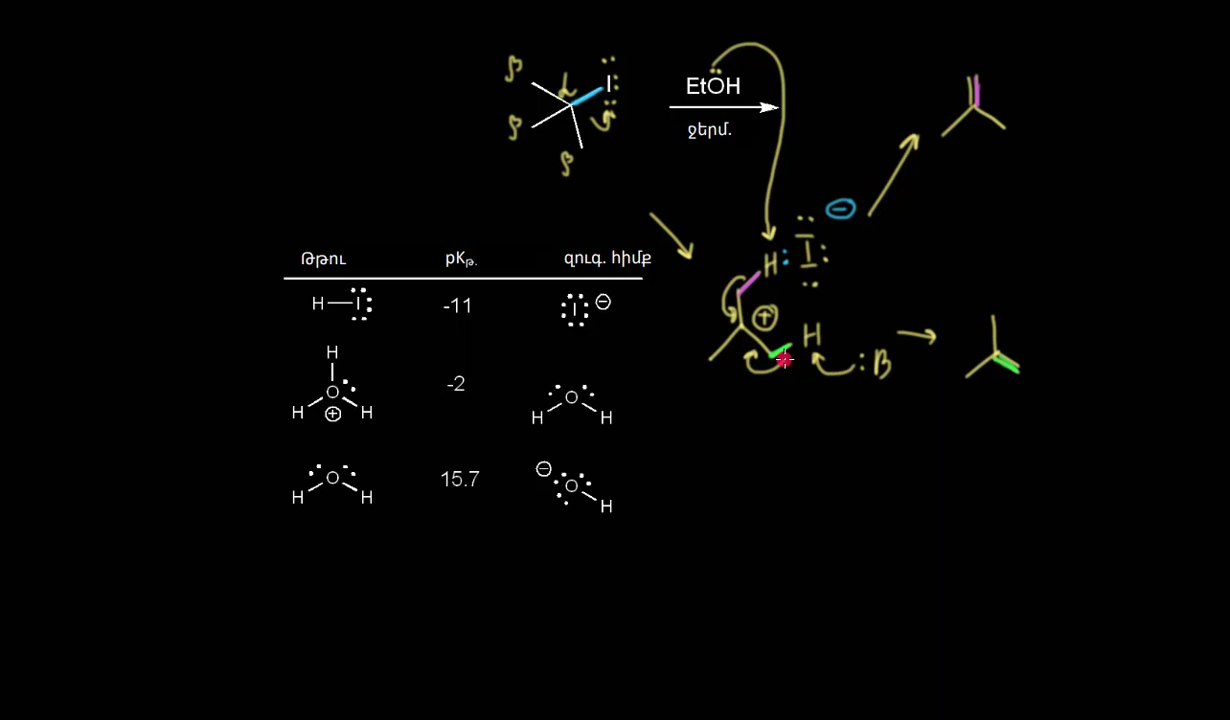 β α I
EtOH
β
ջերմ.
β
⊖
H : I :
⊕
H
: B
Թթու pKթ. զուգ. հիմք
H—I -11 I ⊖
H
O -2 O
H ⊕ H H H
O 15.7 ⊖ O
H H H